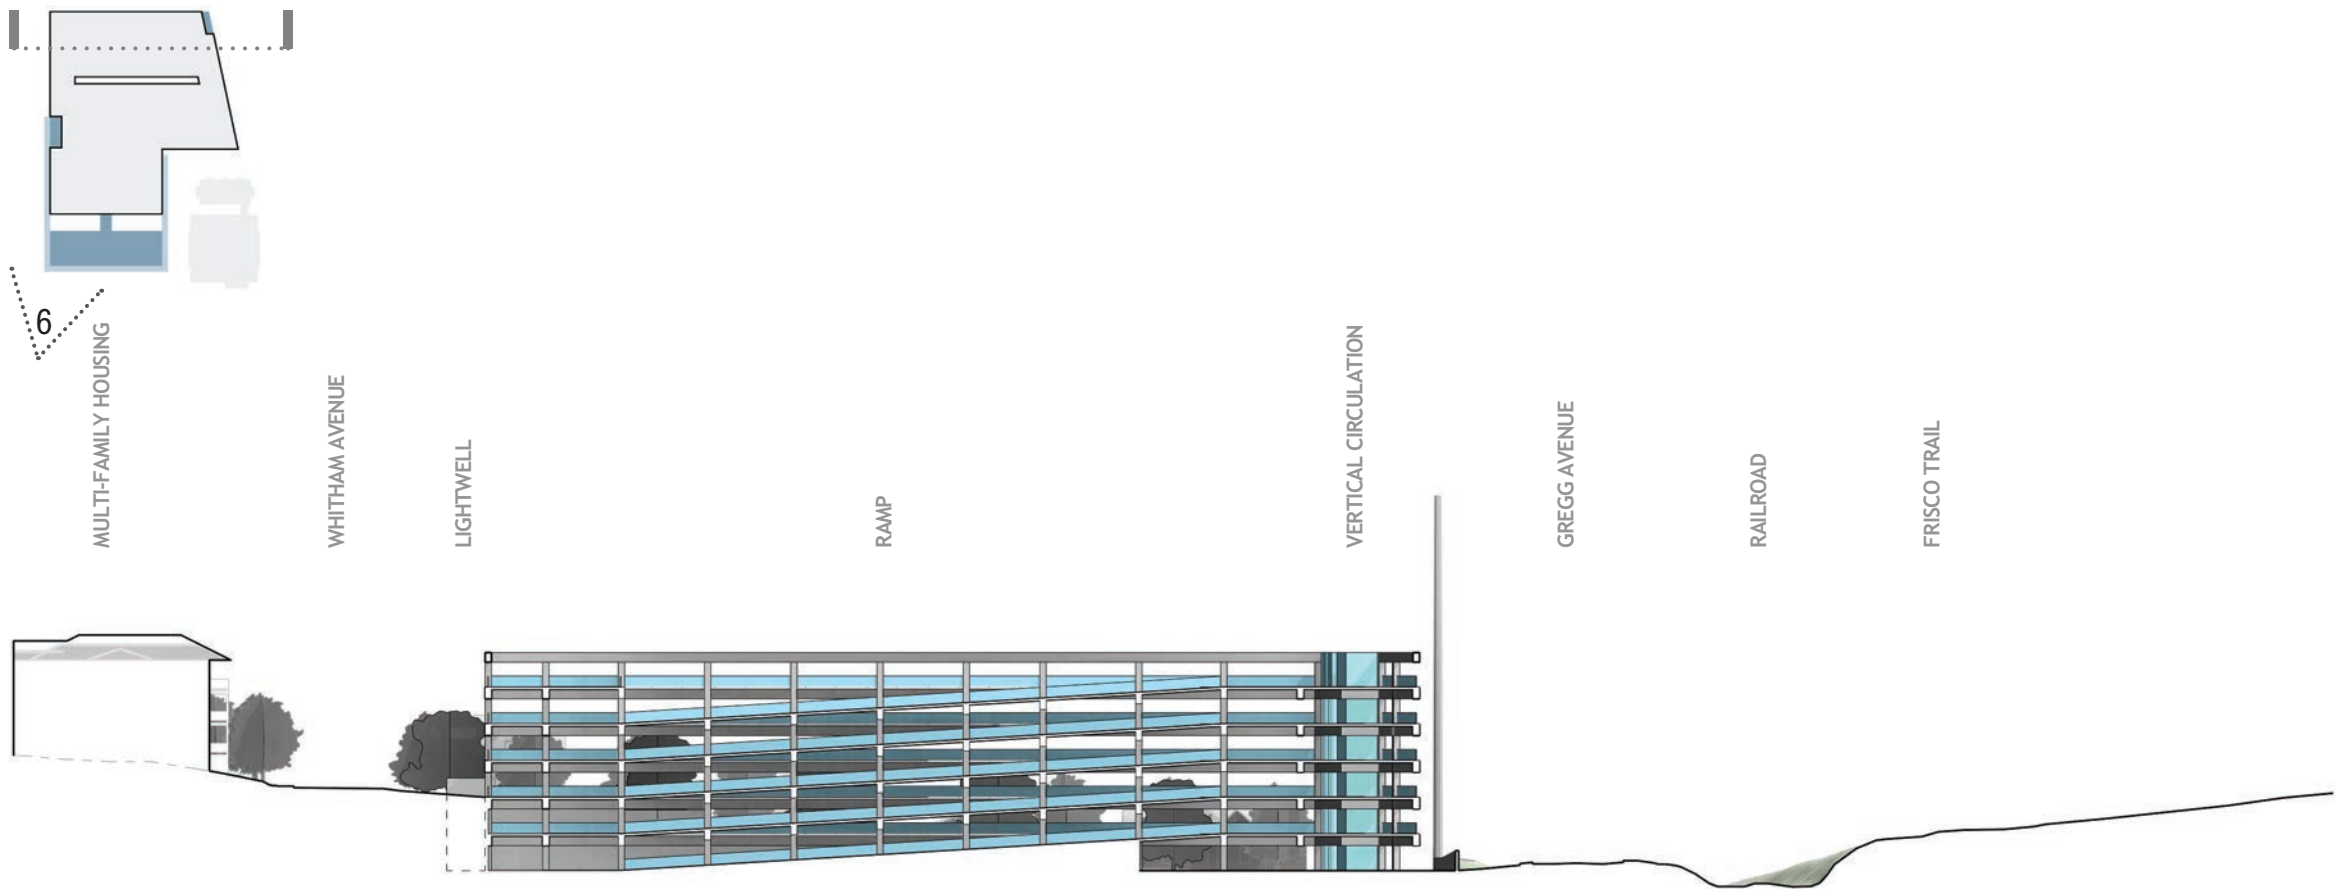 6
MULTI-FAMILY HOUSING
WHITHAM AVENUE
LIGHTWELL
RAMP
VERTICAL CIRCULATION
GREGG AVENUE
RAILROAD
FRISCO TRAIL